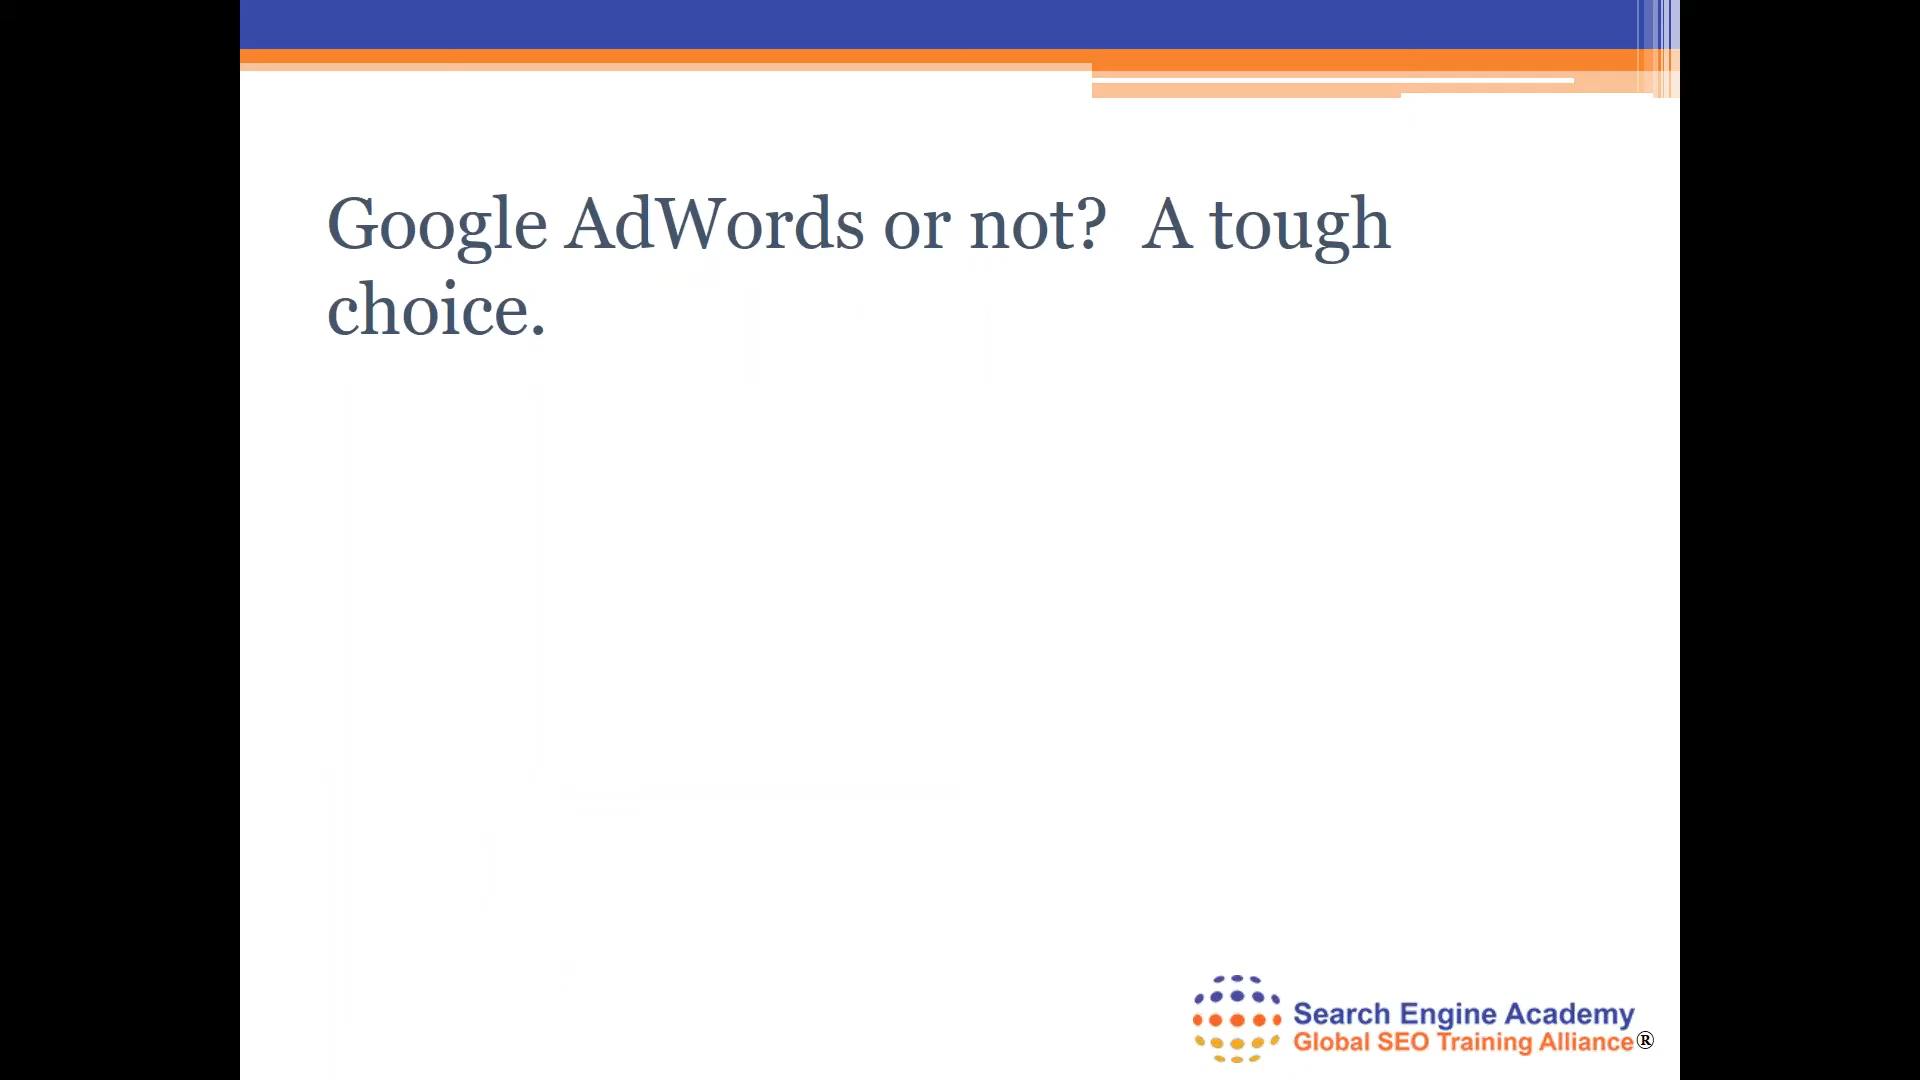 Google AdWords or not?  A tough
choice.
Search Engine Academy
Global SEO Training Alliance®